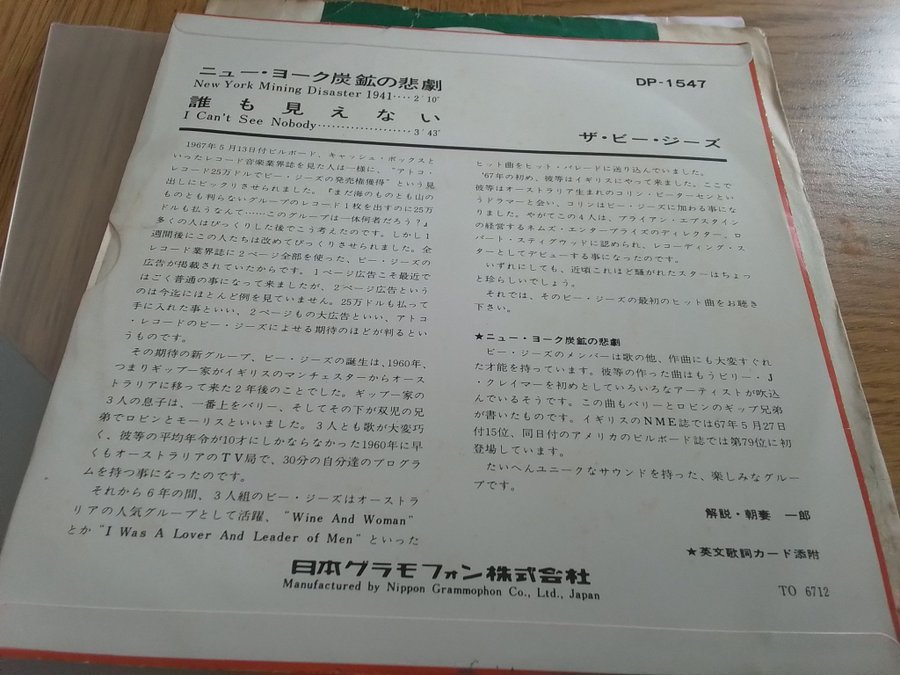 ニュー・ヨーク炭鉱の悲劇
New York Mining Disaster 1941‥‥2′10″
誰も見えない
I Can't See Nobody‥‥‥‥‥‥‥‥3′43″
DP-1547
ザ・ビー・ジーズ
1967年5月13日付ビルボード、キャッシュ・ボックスと
いったレコード音楽業界誌を見た人は一様に、“アトコ・
レコード25万ドルでビー・ジーズの発売権獲得”という見
出しにビックリさせられました。『まだ海のものとも山の
ものとも判らないグループのレコード1枚を出すのに25万
ドルも払うなんて……このグループは一体何者だろう?』
多くの人はびっくりした後でこう考えたのです。しかし1
週間後にこの人たちは改めてびっくりさせられました。全
レコード業界誌に2ページ全部を使った、ビー・ジーズの
広告が掲載されていたからです。1ページ広告こそ最近で
はごく普通の事になって来ましたが、2ページ広告という
のは今迄にほとんど例を見ていません。25万ドルも払って
手に入れた事といい、2ページもの大広告といい、アトコ
・レコードのビー・ジーズによせる期待のほどが判るとい
うものです。
その期待の新グループ、ビー・ジーズの誕生は、1960年、
つまりギッブ一家がイギリスのマンチェスターからオース
トラリアに移って来た2年後のことでした。ギッブ一家の
3人の息子は、一番上をバリー、そしてその下が双児の兄
弟でロビンとモーリスといいました。3人とも歌が大変巧
く、彼等の平均年令が10才にしかならなかった1960年に早
くもオーストラリアのTV局で、30分の自分達のプログラ
ムを持つ事になったのです。
それから6年の間、3人組のビー・ジーズはオーストラ
リアの人気グループとして活躍、“Wine And Woman”
とか“I Was A Lover And Leader of Men”といった
ヒット曲をヒット・パレードに送り込んでいました。
'67年の初め、彼等はイギリスにやって来ました。ここで
彼等はオーストラリア生まれのコリン・ピーターセンとい
うドラマーと会い、コリンはビー・ジーズに加わる事にな
りました。やがてこの4人は、ブライアン・エプスタイン
の経営するネムズ・エンタープライズのディレクター、ロ
バート・スティグウッドに認められ、レコーディング・ス
ターとしてデビューする事になったのです。
いずれにしても、近頃これほど騒がれたスターはちょっ
と珍らしいでしょう。
それでは、そのビー・ジーズの最初のヒット曲をお聴き
下さい。
★ニュー・ヨーク炭鉱の悲劇
ビー・ジーズのメンバーは歌の他、作曲にも大変すぐれ
た才能を持っています。彼等の作った曲はもうビリー・J
・クレイマーを初めとしていろいろなアーティストが吹込
んでいるそうです。この曲もバリーとロビンのギッブ兄弟
が書いたものです。イギリスのNME誌では67年5月27日
付15位、同日付のアメリカのビルボード誌では第79位に初
登場しています。
たいへんユニークなサウンドを持った、楽しみなグルー
プです。
解説・朝妻 一郎
★英文歌詞カード添附
日本グラモフォン株式会社
Manufactured by Nippon Grammophon Co., Ltd., Japan
TO 6712